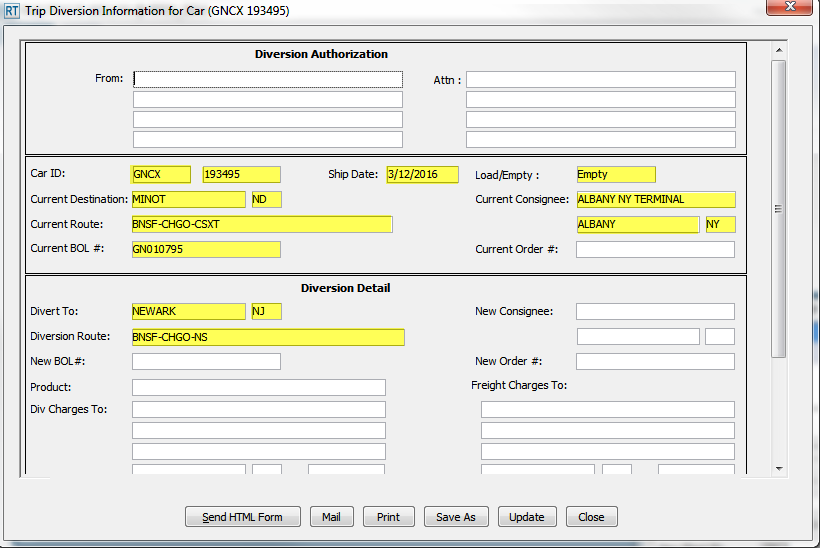 RT Trip Diversion Information for Car (GNCX 193495)
Diversion Authorization
From: Attn :
Car ID: GNCX 193495 Ship Date: 3/12/2016 Load/Empty : Empty
Current Destination: MINOT ND Current Consignee: ALBANY NY TERMINAL
Current Route: BNSF-CHGO-CSXT ALBANY NY
Current BOL #: GN010795 Current Order #:
Diversion Detail
Divert To: NEWARK NJ New Consignee:
Diversion Route: BNSF-CHGO-NS
New BOL#: New Order #:
Product: Freight Charges To:
Div Charges To:
Send HTML Form Mail Print Save As Update Close